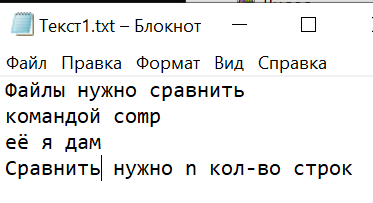 Текст1.txt – Блокнот
Файл Правка Формат Вид Справка
Файлы нужно сравнить
командой comp
её я дам
Сравнить нужно n кол-во строк